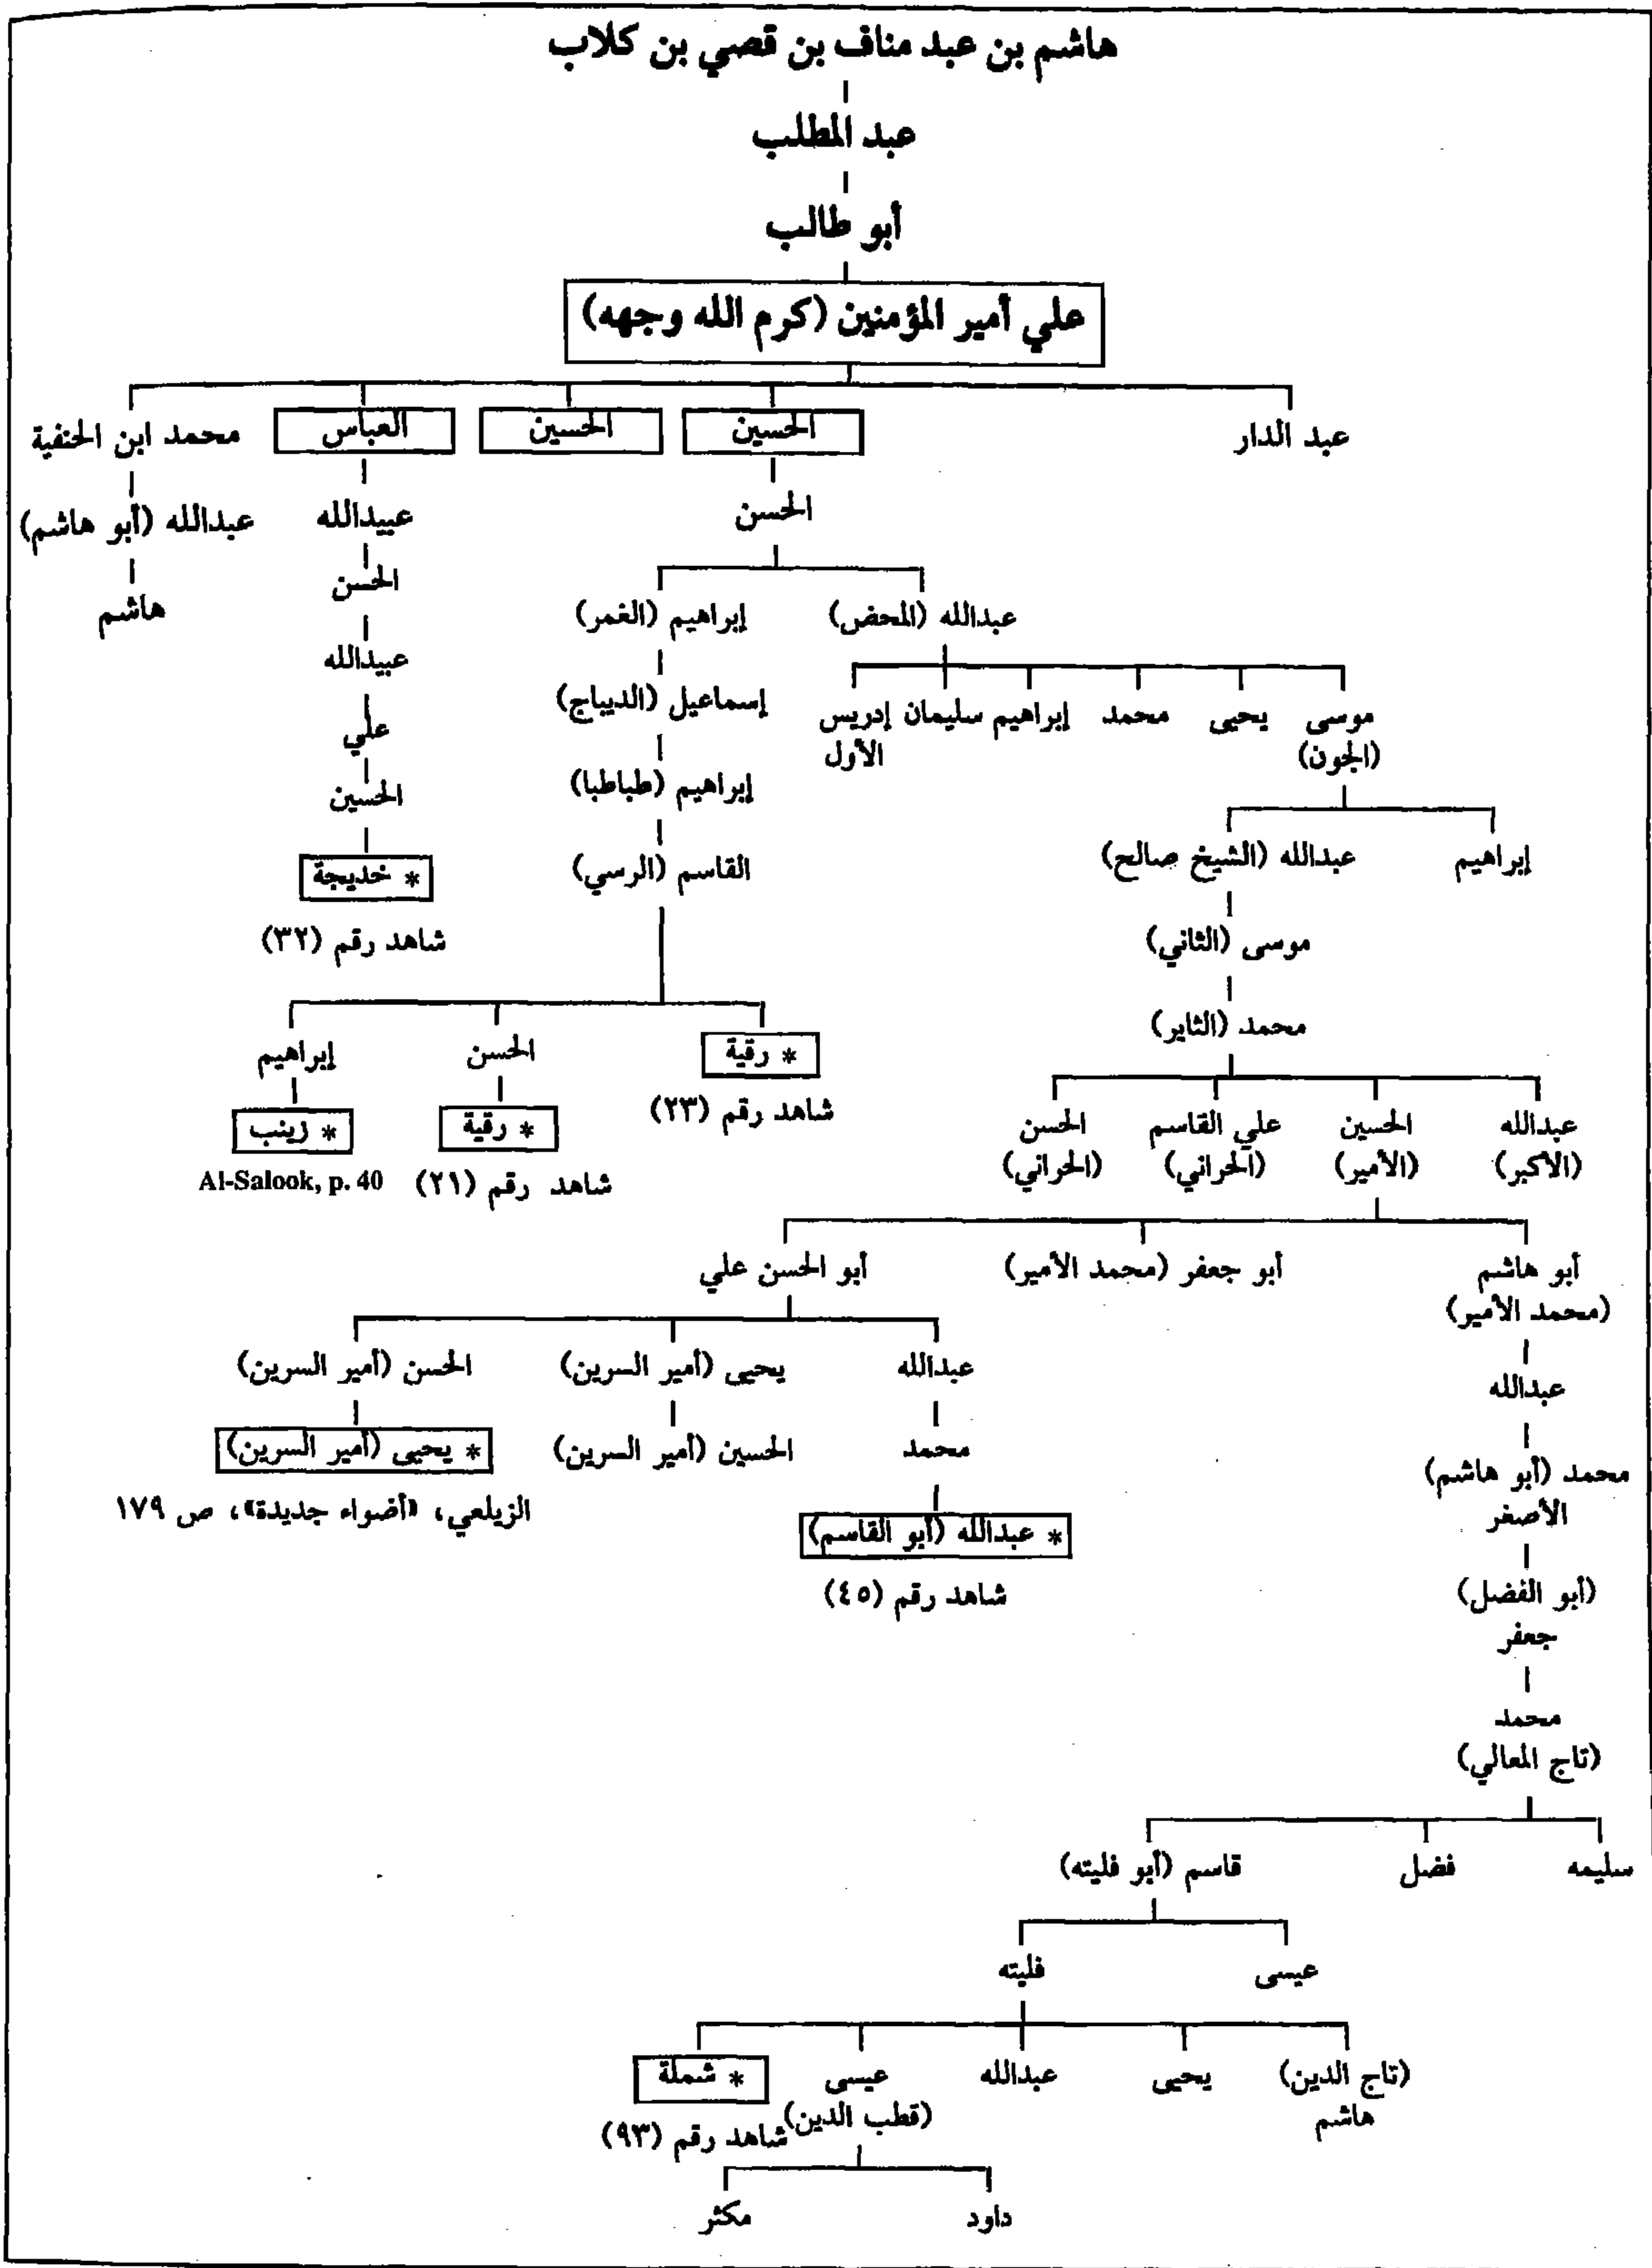 هاشم بن عبد مناف بن قصي بن كلاب
عبد المطلب
أبو طالب
علي أمير المؤمنين (كرم الله وجهه)
عبد الدار الحسين الحسين العباس محمد ابن الحنفية
الحسن عبيدالله عبدالله (أبو هاشم)
الحسن
عبدالله (المحض) إبراهيم (الغمر) هاشم
عبيدالله
موسى يحيى محمد إبراهيم سليمان إدريس إسماعيل (الديباج)
(الجون) الأول علي
إبراهيم (طباطبا) الحسين
إبراهيم عبدالله (الشيخ صالح) القاسم (الرسي) * خديجة
موسى (الثاني) شاهد رقم (٣٢)
محمد (الثاير) * رقية الحسن إبراهيم
عبدالله الحسين علي القاسم الحسن شاهد رقم (٢٣) * رقية * زينب
(الأكبر) (الأمير) (الحراني) (الحراني) شاهد رقم (٢١) Al-Salook, p. 40
أبو هاشم أبو جعفر (محمد الأمير) أبو الحسن علي
(محمد الأمير)
عبدالله يحيى (أمير السرين) الحسن (أمير السرين)
عبدالله
محمد الحسين (أمير السرين) * يحيى (أمير السرين)
محمد (أبو هاشم)
الأصغر الزيلعي، «أضواء جديدة»، ص ١٧٩
* عبدالله (أبو القاسم)
(أبو الفضل) شاهد رقم (٤٥)
جعفر
محمد
(تاج المعالي)
سليمه فضل قاسم (أبو فليته)
عيسى فليته
(تاج الدين) يحيى عبدالله عيسى * شملة
هاشم (قطب الدين) شاهد رقم (٩٣)
داود مكثر